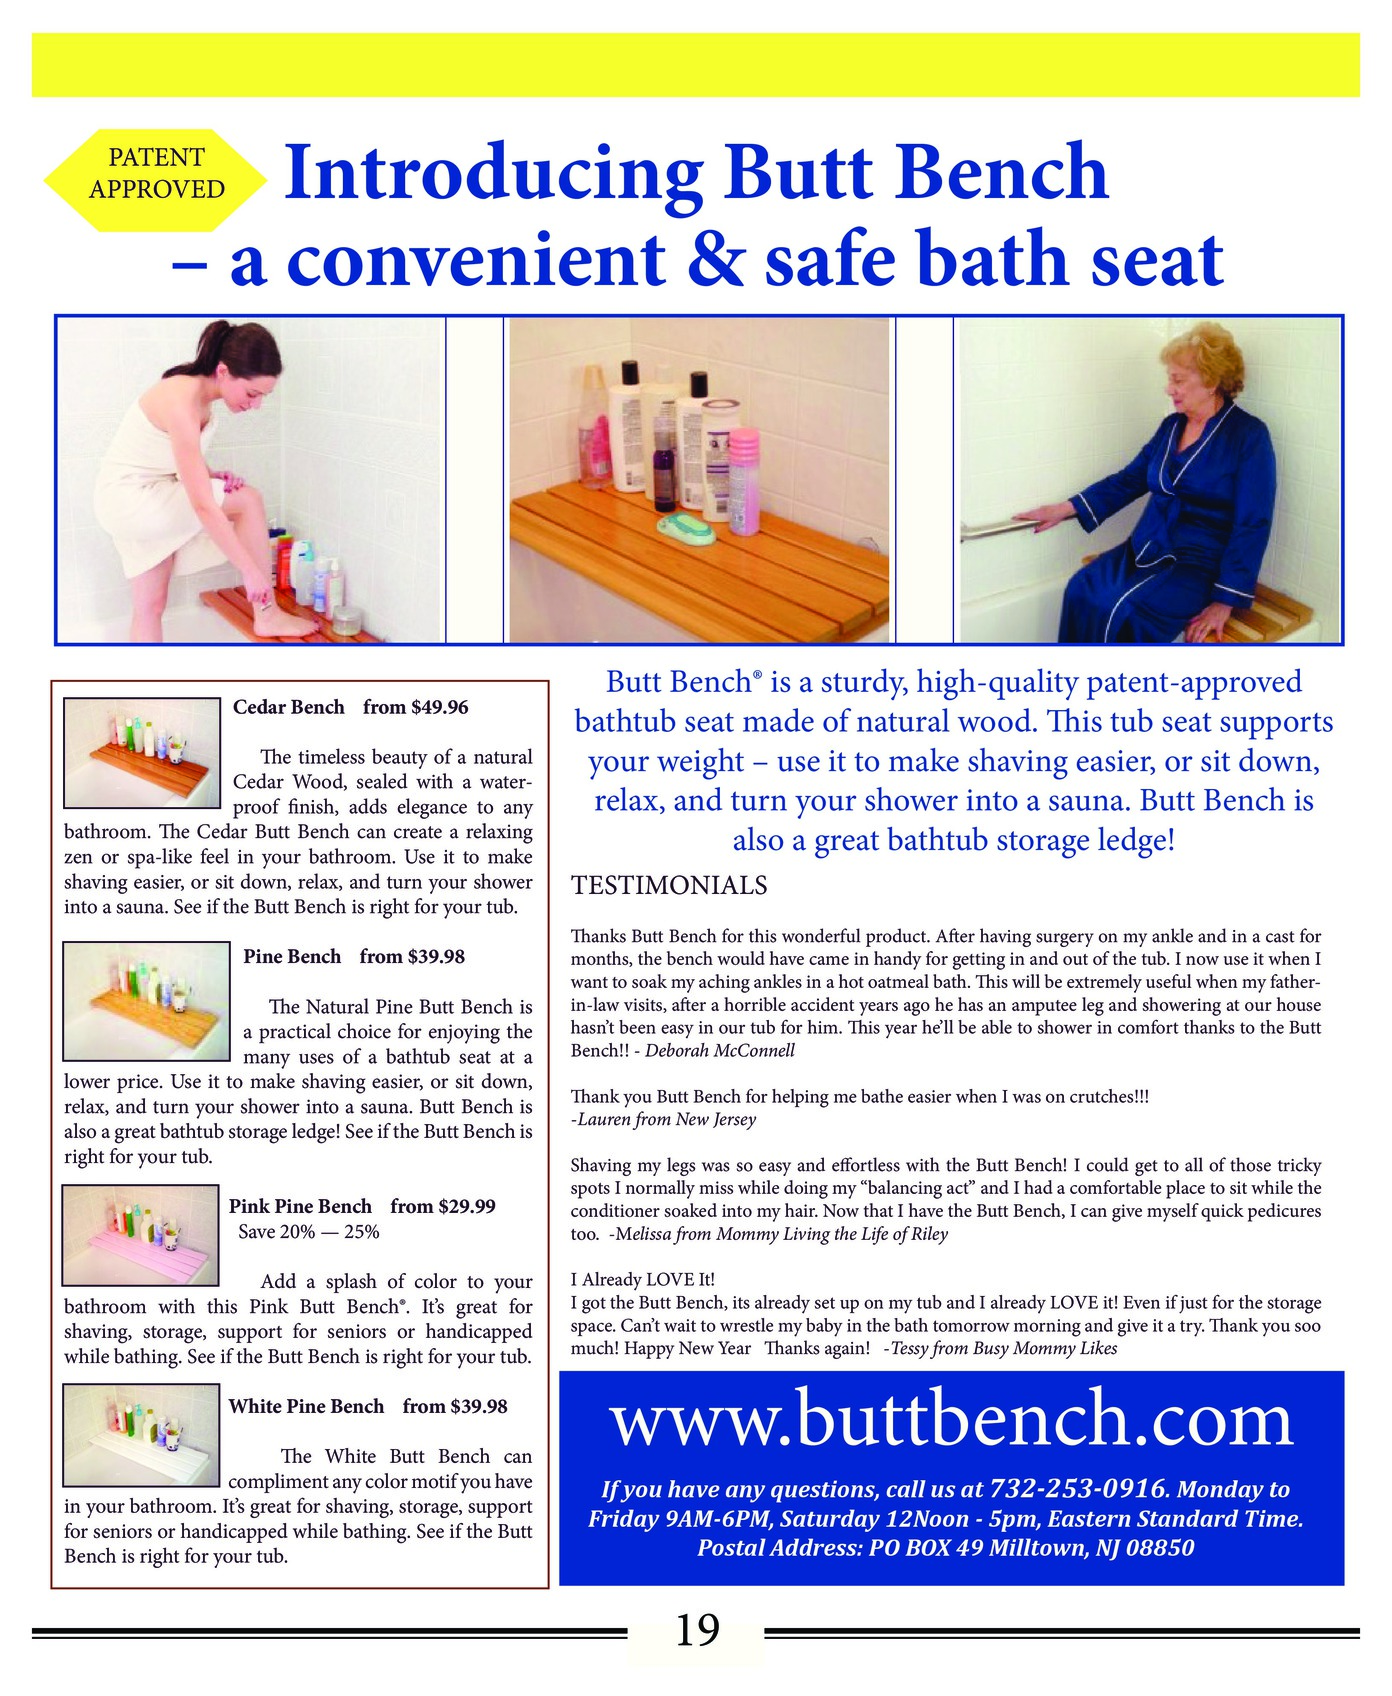 PATENT
APPROVED
Introducing Butt Bench
– a convenient & safe bath seat
Cedar Bench from $49.96
The timeless beauty of a natural
Cedar Wood, sealed with a water-
proof finish, adds elegance to any
bathroom. The Cedar Butt Bench can create a relaxing
zen or spa-like feel in your bathroom. Use it to make
shaving easier, or sit down, relax, and turn your shower
into a sauna. See if the Butt Bench is right for your tub.
Pine Bench from $39.98
The Natural Pine Butt Bench is
a practical choice for enjoying the
many uses of a bathtub seat at a
lower price. Use it to make shaving easier, or sit down,
relax, and turn your shower into a sauna. Butt Bench is
also a great bathtub storage ledge! See if the Butt Bench is
right for your tub.
Pink Pine Bench from $29.99
Save 20% — 25%
Add a splash of color to your
bathroom with this Pink Butt Bench®. It’s great for
shaving, storage, support for seniors or handicapped
while bathing. See if the Butt Bench is right for your tub.
White Pine Bench from $39.98
The White Butt Bench can
compliment any color motif you have
in your bathroom. It’s great for shaving, storage, support
for seniors or handicapped while bathing. See if the Butt
Bench is right for your tub.
Butt Bench® is a sturdy, high-quality patent-approved
bathtub seat made of natural wood. This tub seat supports
your weight – use it to make shaving easier, or sit down,
relax, and turn your shower into a sauna. Butt Bench is
also a great bathtub storage ledge!
TESTIMONIALS
Thanks Butt Bench for this wonderful product. After having surgery on my ankle and in a cast for
months, the bench would have came in handy for getting in and out of the tub. I now use it when I
want to soak my aching ankles in a hot oatmeal bath. This will be extremely useful when my father-
in-law visits, after a horrible accident years ago he has an amputee leg and showering at our house
hasn’t been easy in our tub for him. This year he’ll be able to shower in comfort thanks to the Butt
Bench!! - Deborah McConnell
Thank you Butt Bench for helping me bathe easier when I was on crutches!!!
-Lauren from New Jersey
Shaving my legs was so easy and effortless with the Butt Bench! I could get to all of those tricky
spots I normally miss while doing my “balancing act” and I had a comfortable place to sit while the
conditioner soaked into my hair. Now that I have the Butt Bench, I can give myself quick pedicures
too. -Melissa from Mommy Living the Life of Riley
I Already LOVE It!
I got the Butt Bench, its already set up on my tub and I already LOVE it! Even if just for the storage
space. Can’t wait to wrestle my baby in the bath tomorrow morning and give it a try. Thank you soo
much! Happy New Year Thanks again! -Tessy from Busy Mommy Likes
www.buttbench.com
If you have any questions, call us at 732-253-0916. Monday to
Friday 9AM-6PM, Saturday 12Noon - 5pm, Eastern Standard Time.
Postal Address: PO BOX 49 Milltown, NJ 08850
19